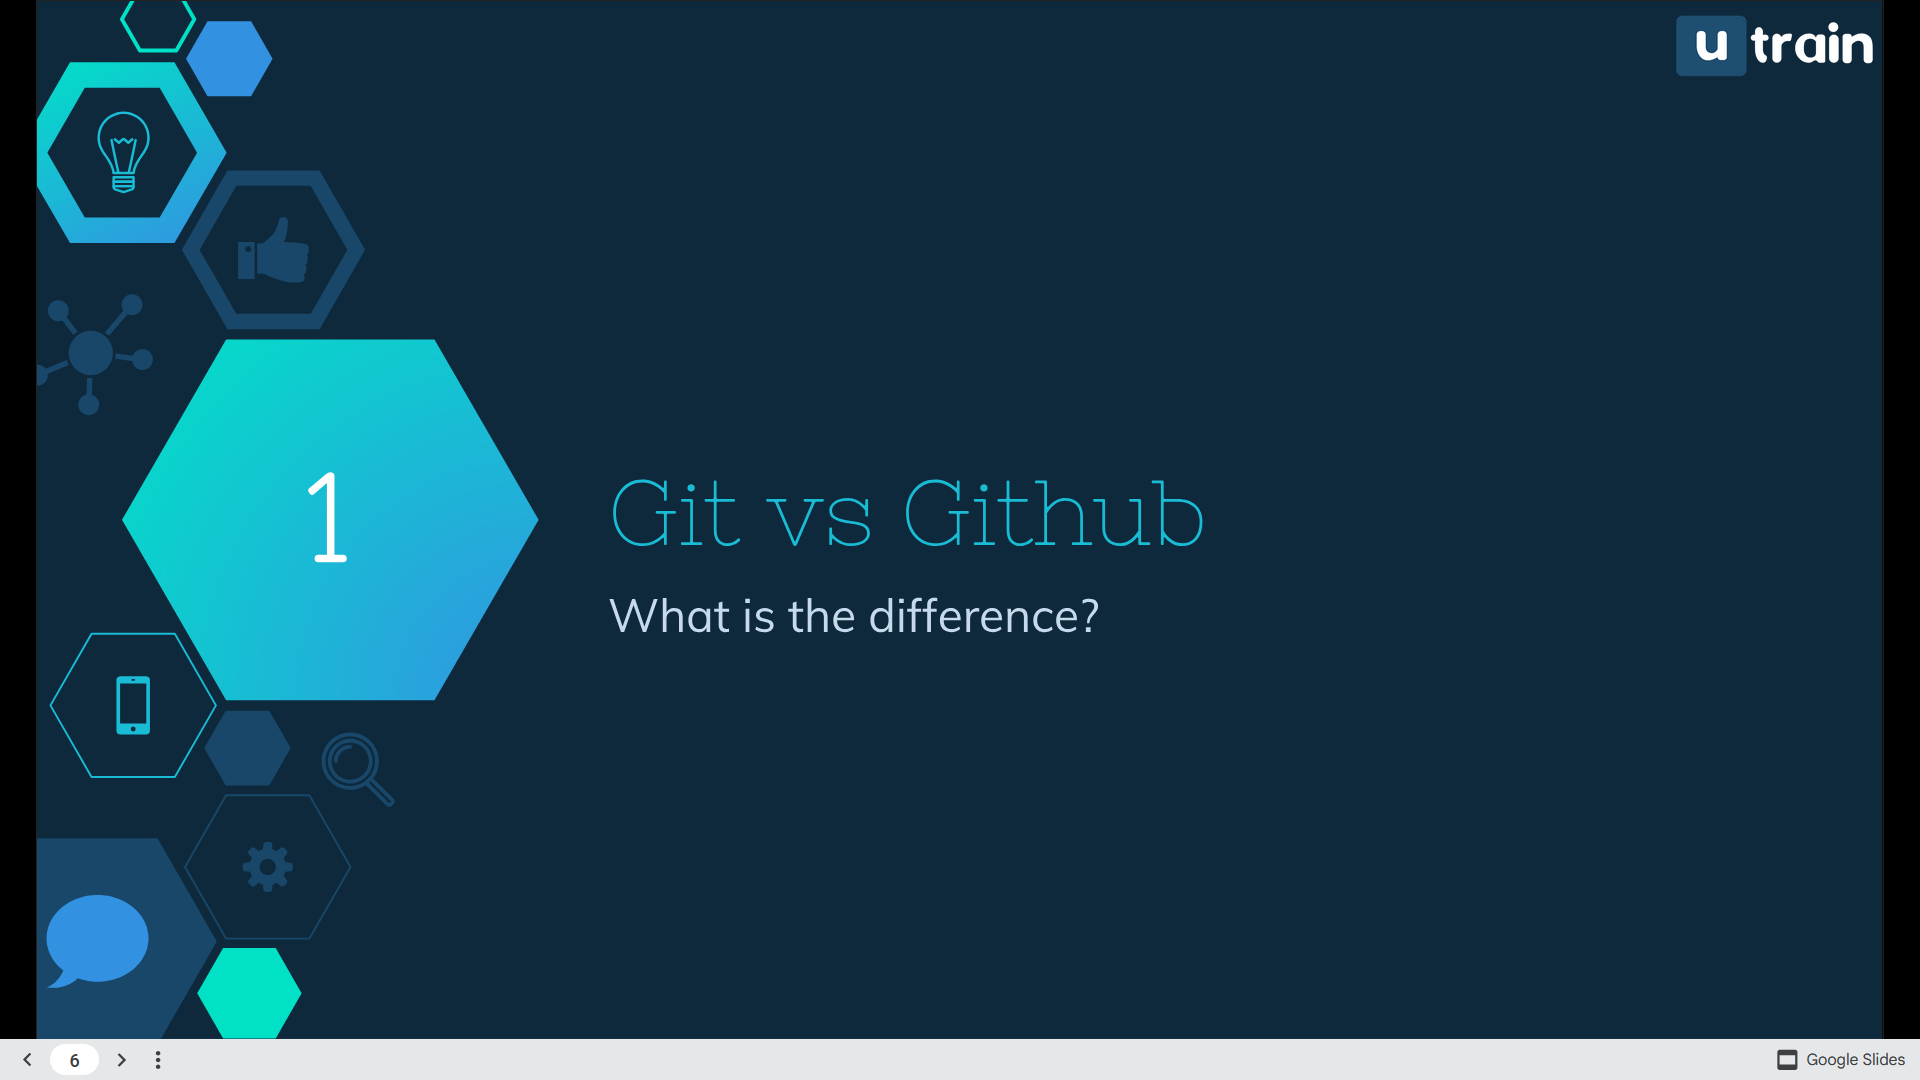 u train
1
Git vs Github
What is the difference?
6
Google Slides